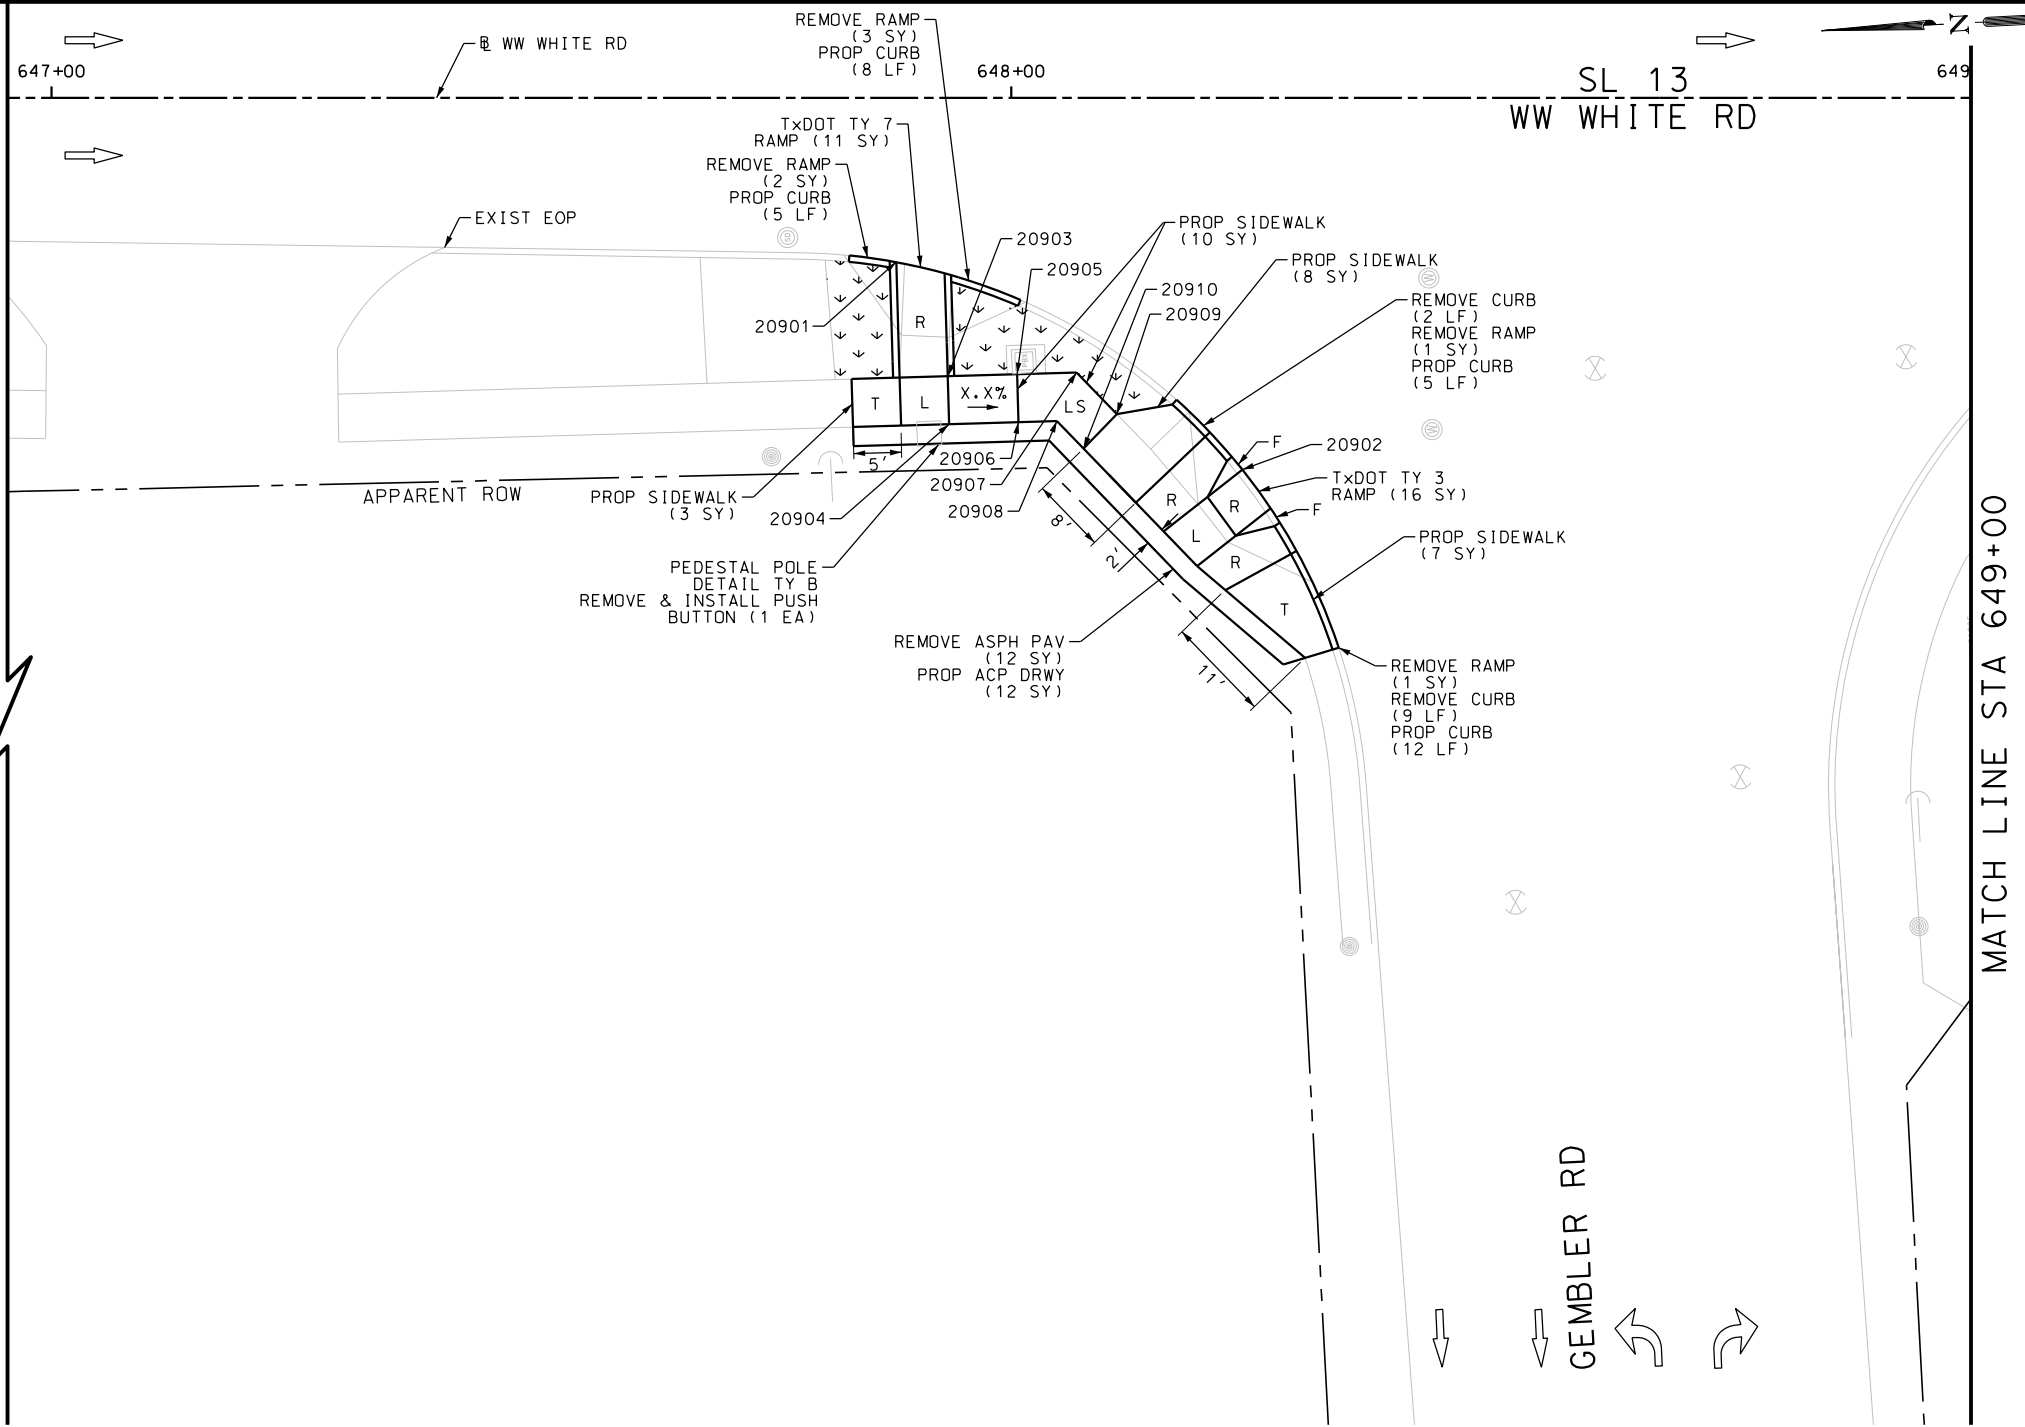 REMOVE RAMP
(3 SY)
PROP CURB
(8 LF)
℄ WW WHITE RD
647+00
648+00
649
N
SL 13
WW WHITE RD
TxDOT TY 7
RAMP (11 SY)
REMOVE RAMP
(2 SY)
PROP CURB
(5 LF)
EXIST EOP
20903
20905
PROP SIDEWALK
(10 SY)
PROP SIDEWALK
(8 SY)
20910
20909
20901
R
REMOVE CURB
(2 LF)
REMOVE RAMP
(1 SY)
PROP CURB
(5 LF)
T
L
X.X%
LS
F
20902
TxDOT TY 3
RAMP (16 SY)
F
5'
20906
20907
20908
APPARENT ROW
PROP SIDEWALK
(3 SY)
20904
R
R
L
R
T
8'
2'
11'
PROP SIDEWALK
(7 SY)
PEDESTAL POLE
DETAIL TY B
REMOVE & INSTALL PUSH
BUTTON (1 EA)
REMOVE ASPH PAV
(12 SY)
PROP ACP DRWY
(12 SY)
REMOVE RAMP
(1 SY)
REMOVE CURB
(9 LF)
PROP CURB
(12 LF)
W
W
MATCH LINE STA 649+00
GEMBLER RD